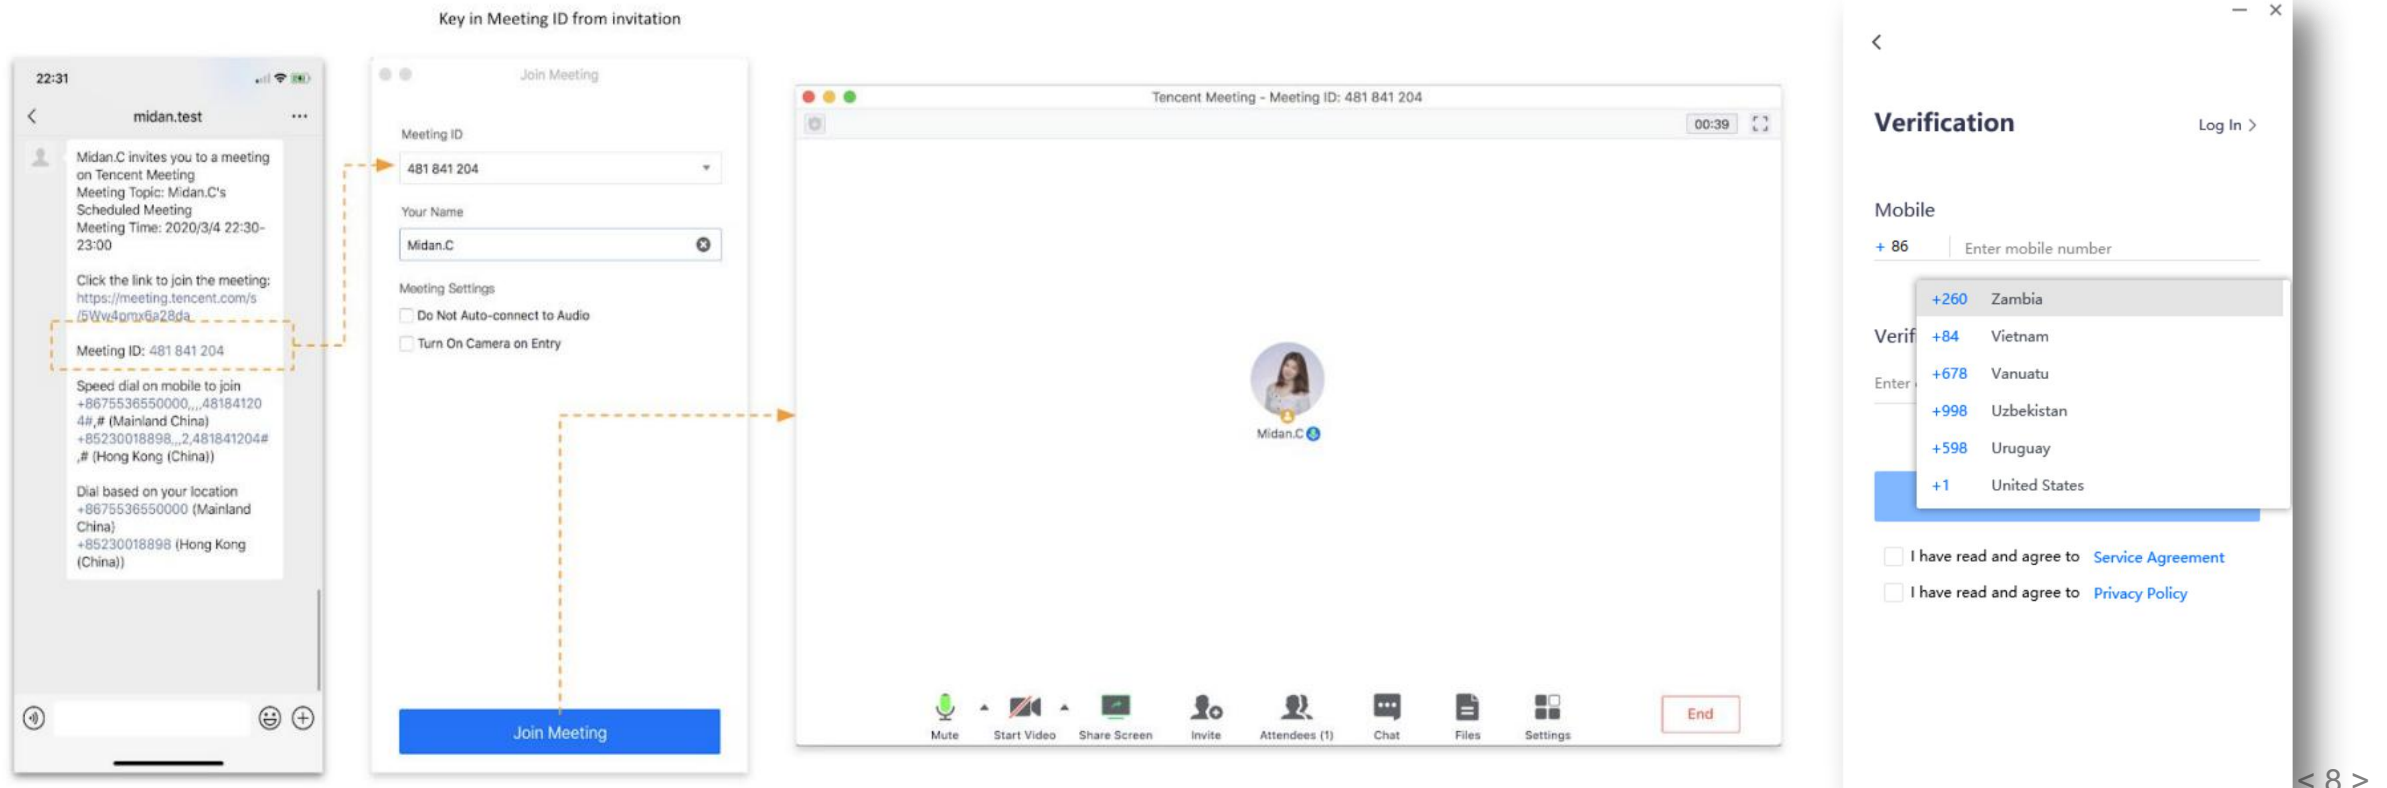 Key in Meeting ID from invitation
22:31
midan.test
Midan.C invites you to a meeting
on Tencent Meeting
Meeting Topic: Midan.C's
Scheduled Meeting
Meeting Time: 2020/3/4 22:30-
23:00
Click the link to join the meeting:
https://meeting.tencent.com/s
/5Ww4pmx6a28da
Meeting ID: 481 841 204
Speed dial on mobile to join
+8675536550000,,,,48184120
4#,# (Mainland China)
+85230018898,,,2,481841204#
,# (Hong Kong (China))
Dial based on your location
+8675536550000 (Mainland
China)
+85230018898 (Hong Kong
(China))
Join Meeting
Meeting ID
481 841 204
Your Name
Midan.C
Meeting Settings
Do Not Auto-connect to Audio
Turn On Camera on Entry
Join Meeting
Tencent Meeting - Meeting ID: 481 841 204
00:39
Midan.C
Mute
Start Video
Share Screen
Invite
Attendees (1)
Chat
Files
Settings
End
Verification
Log In >
Mobile
+ 86 Enter mobile number
+260 Zambia
Verif +84 Vietnam
Enter +678 Vanuatu
+998 Uzbekistan
+598 Uruguay
+1 United States
I have read and agree to Service Agreement
I have read and agree to Privacy Policy
< 8 >